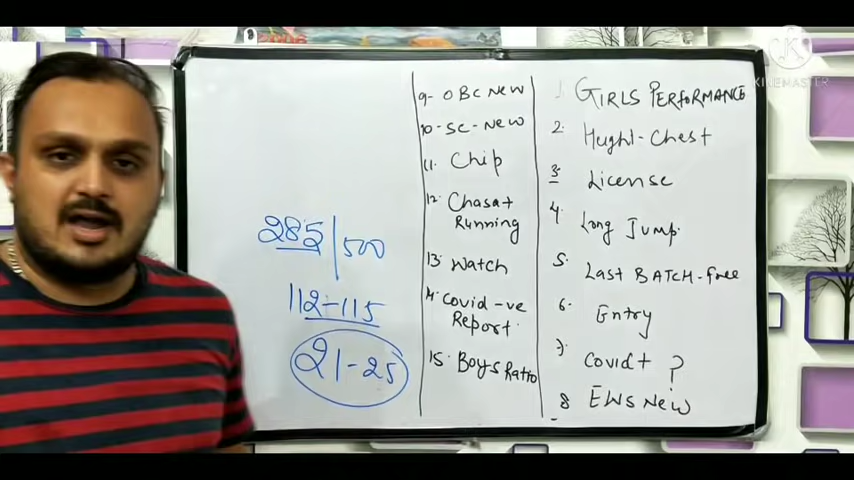 1 GIRLS PERFORMANCE
2. Hught-Chest
3 License
4. Long Jump.
5. Last BATCH-free
6. Entry
7. Covid+ ?
8 EWS New
9- OBC New
10-SC-New
11. Chip
12. Chasat
Running
13 Watch
14 Covid -ve
Report.
15. Boys Ratio
285/500
112-115
21-25
K
KINEMASTER